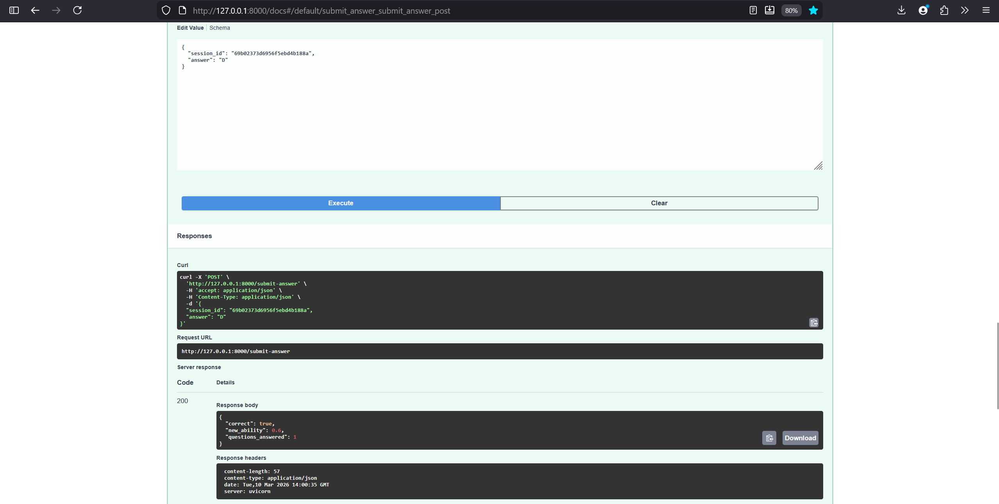 http://127.0.0.1:8000/docs#/default/submit_answer_submit_answer_post
80%
Edit Value
Schema
{
  "session_id": "69b02373d6956f5ebd4b188a",
  "answer": "D"
}
Execute
Clear
Responses
Curl
curl -X 'POST' \
  'http://127.0.0.1:8000/submit-answer' \
  -H 'accept: application/json' \
  -H 'Content-Type: application/json' \
  -d '{
  "session_id": "69b02373d6956f5ebd4b188a",
  "answer": "D"
}'
Request URL
http://127.0.0.1:8000/submit-answer
Server response
Code
Details
200
Response body
{
  "correct": true,
  "new_ability": 0.6,
  "questions_answered": 1
}
Download
Response headers
content-length: 57
content-type: application/json
date: Tue,10 Mar 2026 14:00:35 GMT
server: uvicorn